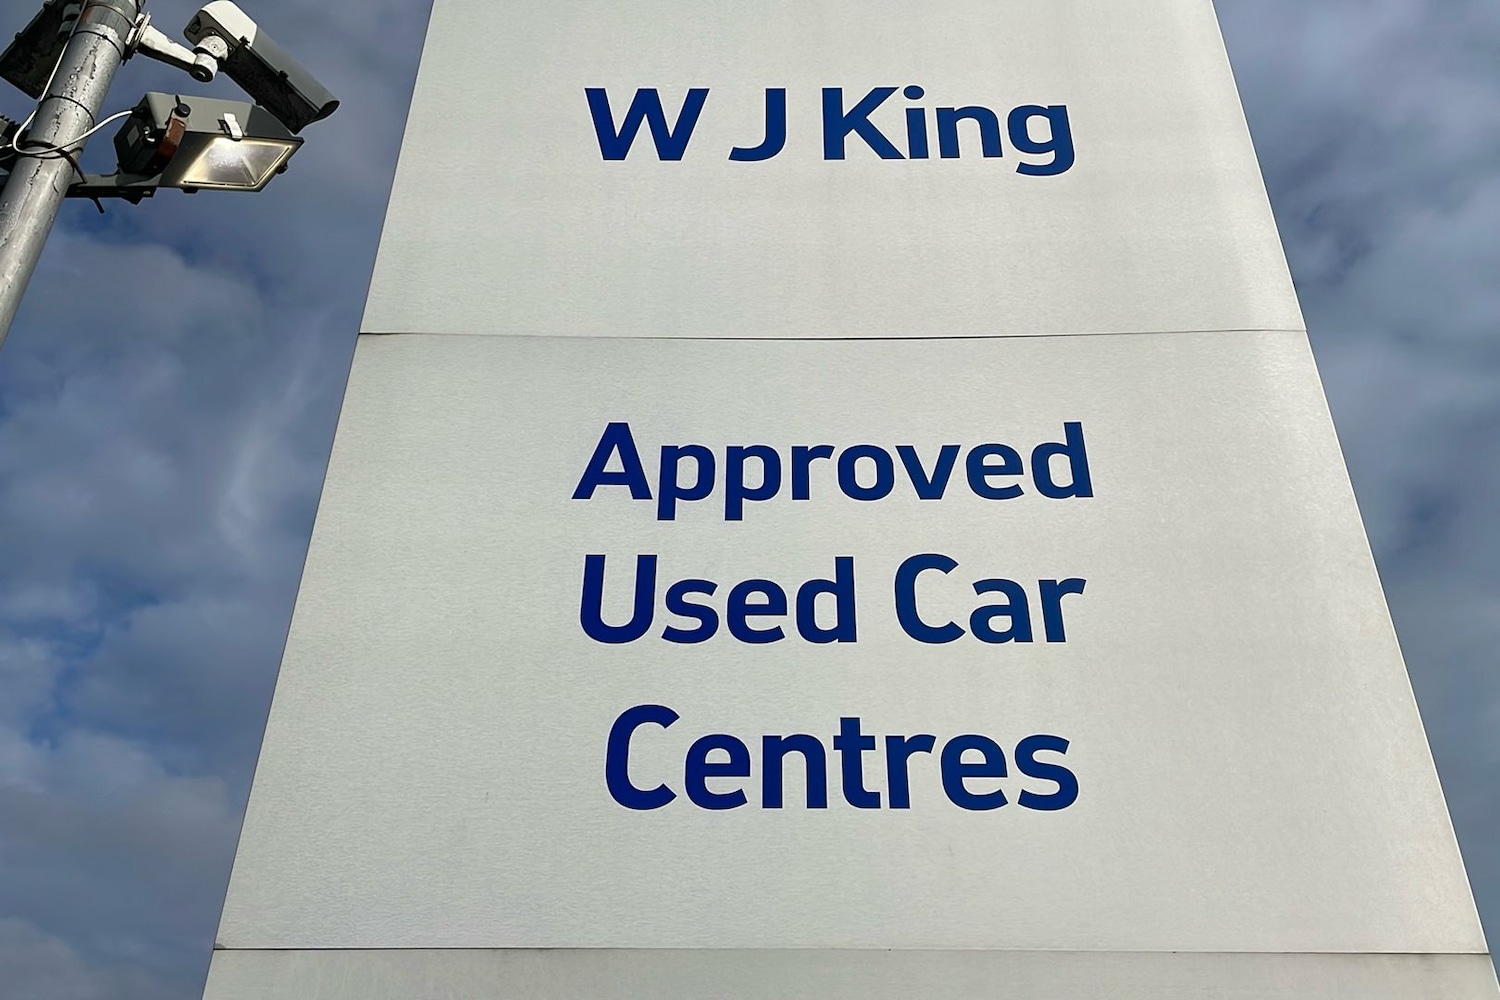 W J King
Approved
Used Car
Centres